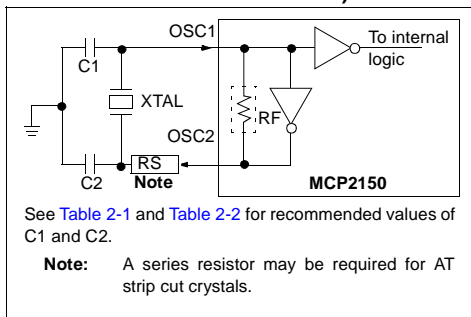 OSC1
To internal
logic
C1
XTAL
RF
OSC2
RS
C2
Note
MCP2150
See Table 2-1 and Table 2-2 for recommended values of
C1 and C2.
Note: A series resistor may be required for AT
strip cut crystals.